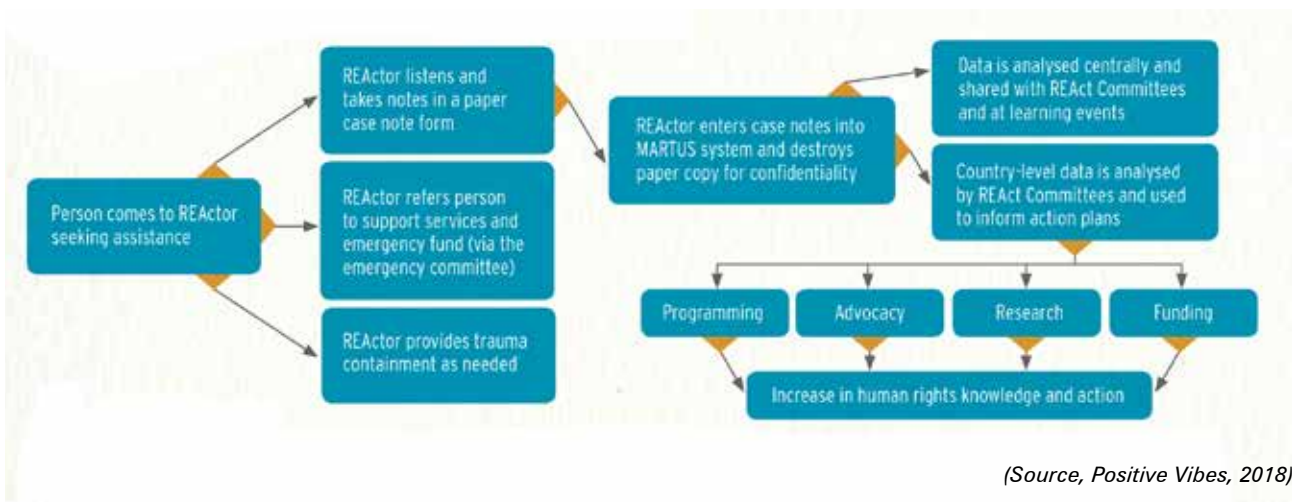 Person comes to REActor
seeking assistance
REActor listens and
takes notes in a paper
case note form
REActor refers person
to support services and
emergency fund (via the
emergency committee)
REActor provides trauma
containment as needed
REActor enters case notes into
MARTUS system and destroys
paper copy for confidentiality
Data is analysed centrally and
shared with REAct Committees
and at learning events
Country-level data is analysed
by REAct Committees and used
to inform action plans
Programming
Advocacy
Research
Funding
Increase in human rights knowledge and action
(Source, Positive Vibes, 2018)